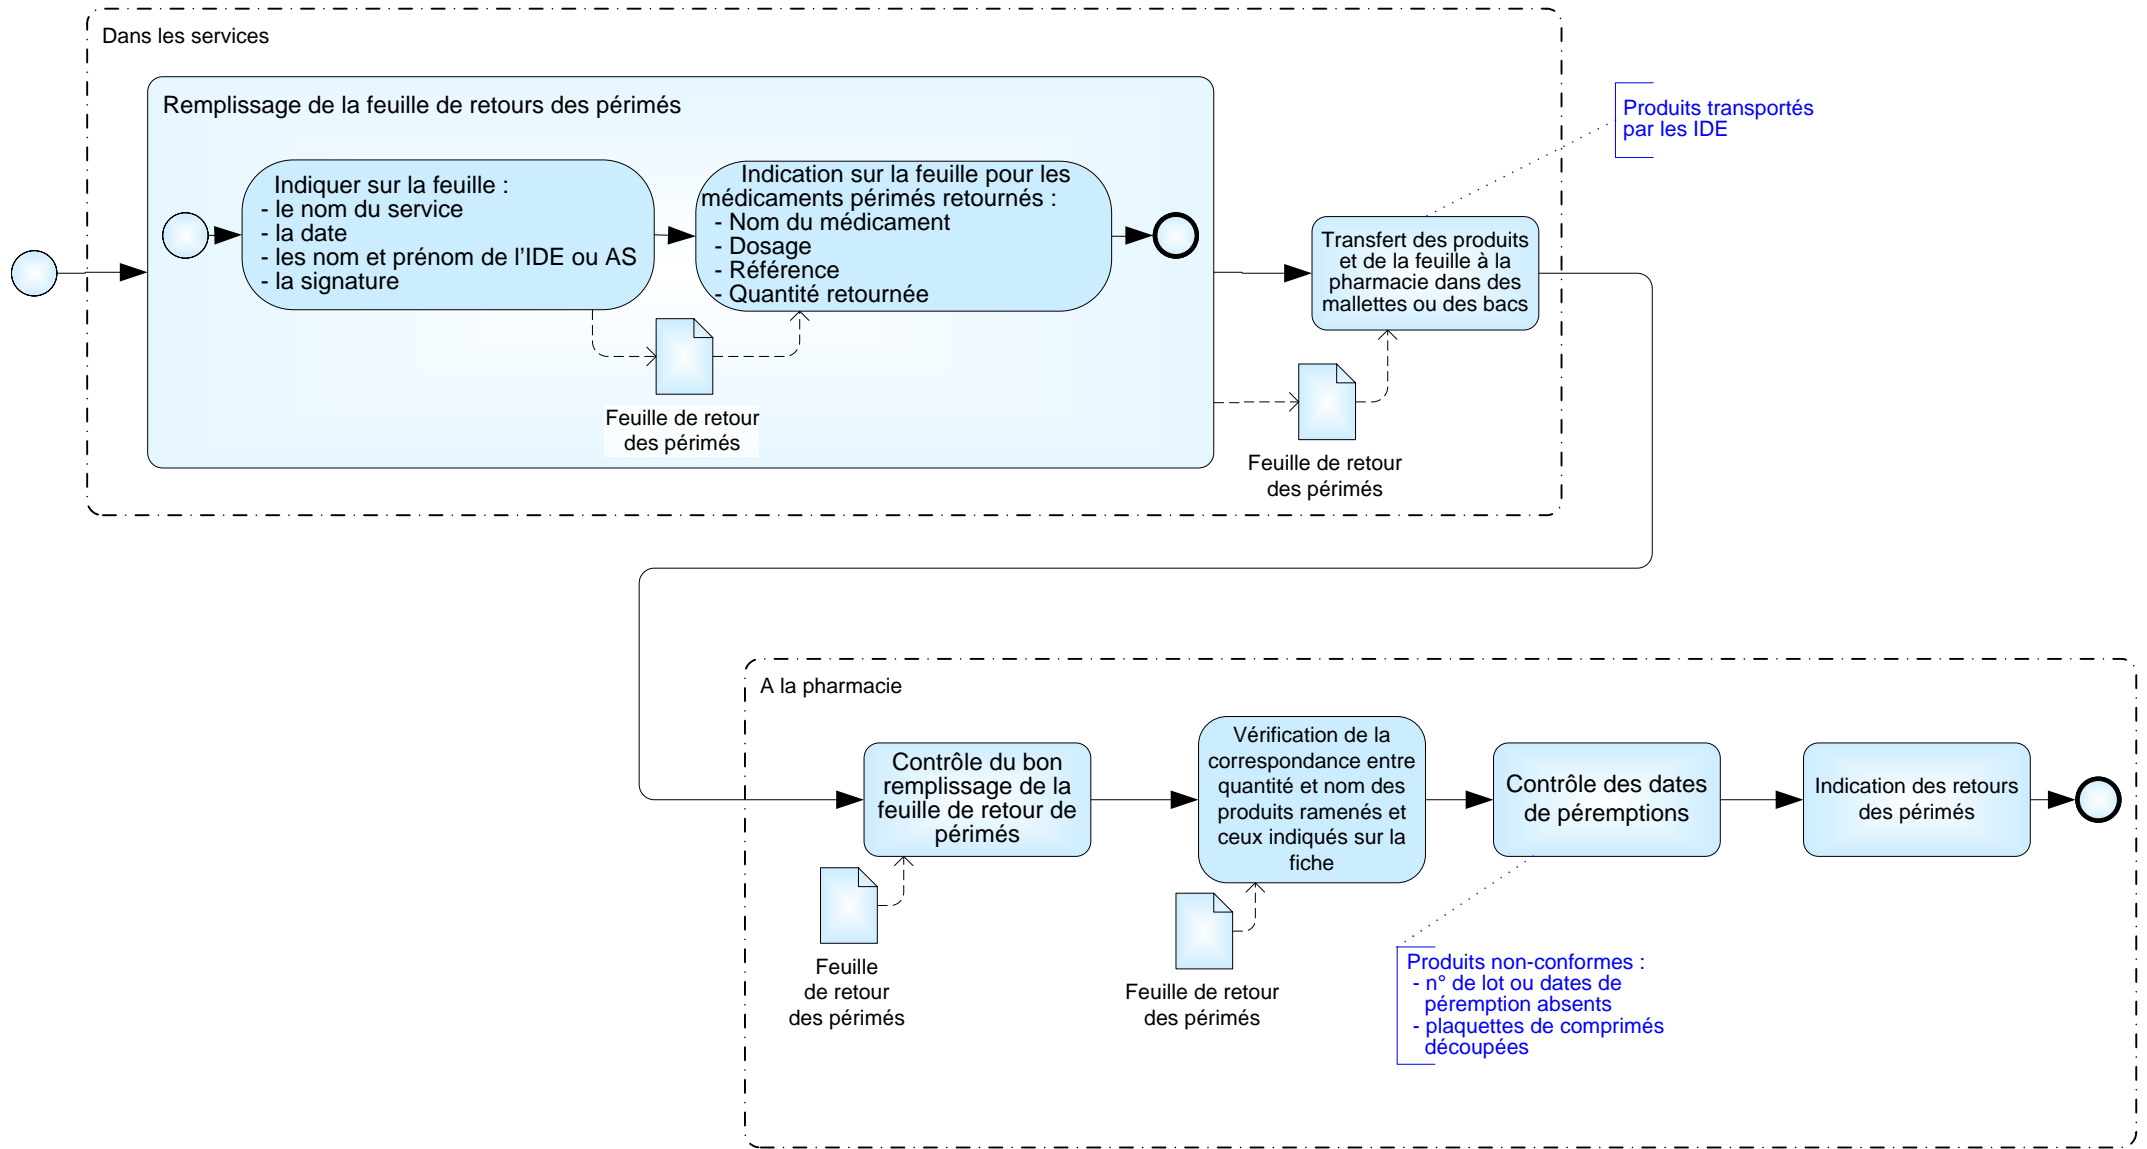 Dans les services
Remplissage de la feuille de retours des périmés
Indiquer sur la feuille :
- le nom du service
- la date
- les nom et prénom de l'IDE ou AS
- la signature
Indication sur la feuille pour les
médicaments périmés retournés :
- Nom du médicament
- Dosage
- Référence
- Quantité retournée
Feuille de retour
des périmés
Produits transportés
par les IDE
Transfert des produits
et de la feuille à la
pharmacie dans des
mallettes ou des bacs
Feuille de retour
des périmés
A la pharmacie
Contrôle du bon
remplissage de la
feuille de retour de
périmés
Feuille
de retour
des périmés
Vérification de la
correspondance entre
quantité et nom des
produits ramenés et
ceux indiqués sur la
fiche
Feuille de retour
des périmés
Contrôle des dates
de péremptions
Produits non-conformes :
- n° de lot ou dates de
péremption absents
- plaquettes de comprimés
découpées
Indication des retours
des périmés